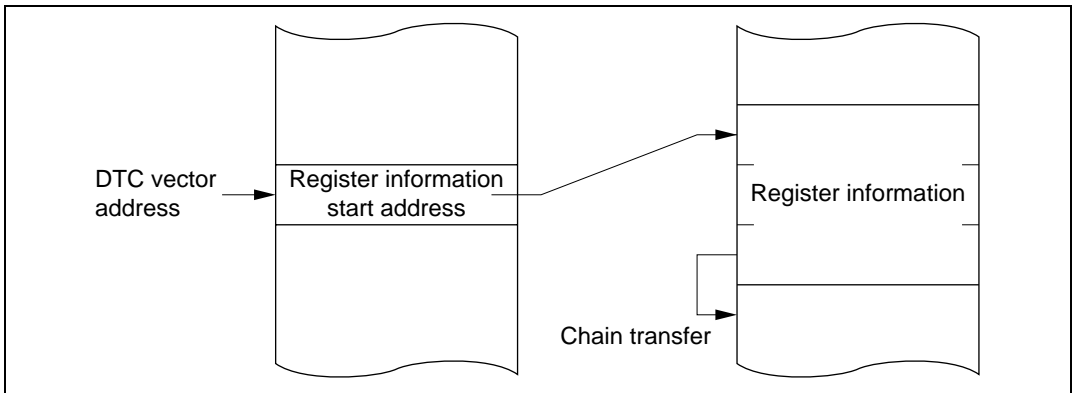 DTC vector
address
Register information
start address
Register information
Chain transfer